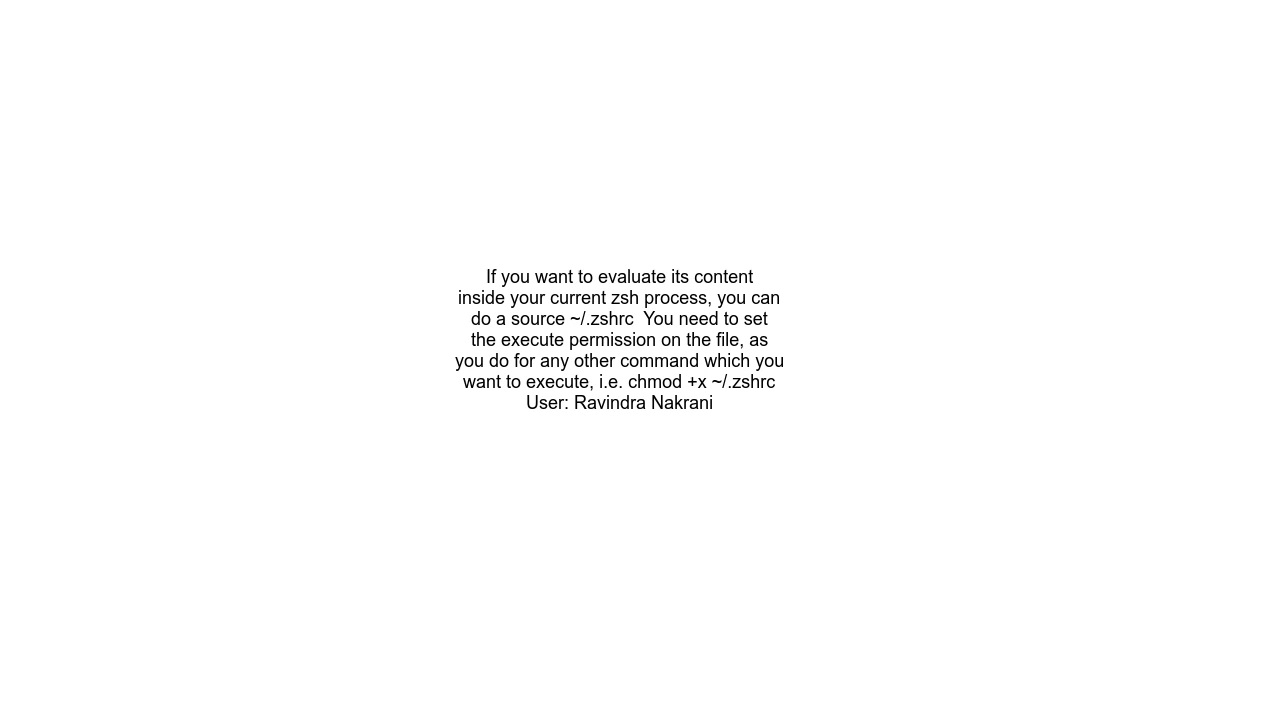 If you want to evaluate its content
inside your current zsh process, you can
do a source ~/.zshrc  You need to set
the execute permission on the file, as
you do for any other command which you
want to execute, i.e. chmod +x ~/.zshrc
User: Ravindra Nakrani